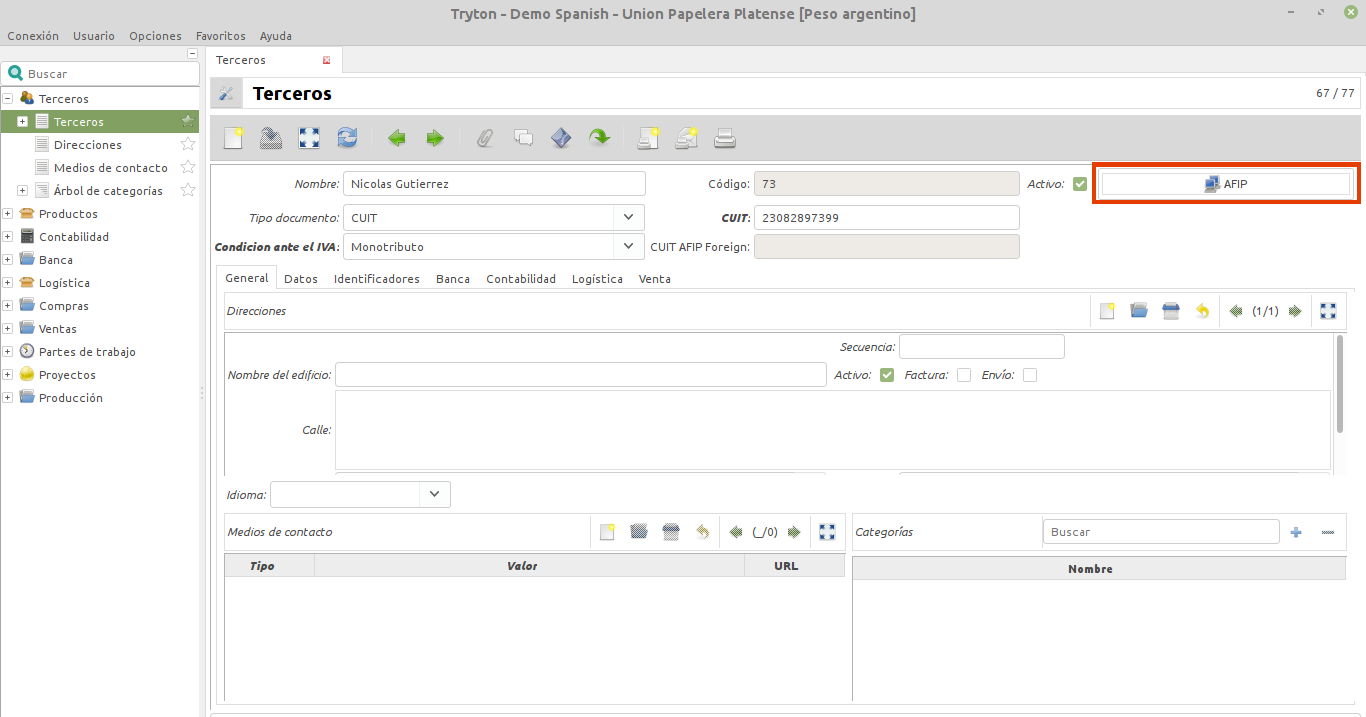 Tryton - Demo Spanish - Union Papelera Platense [Peso argentino]
Conexión Usuario Opciones Favoritos Ayuda
Buscar
Terceros
Terceros
Direcciones
Medios de contacto
Árbol de categorías
Productos
Contabilidad
Banca
Logística
Compras
Ventas
Partes de trabajo
Proyectos
Producción
Terceros
Terceros 67 / 77
Nombre: Nicolas Gutierrez Código: 73 Activo: AFIP
Tipo documento: CUIT CUIT: 23082897399
Condicion ante el IVA: Monotributo CUIT AFIP Foreign:
General Datos Identificadores Banca Contabilidad Logística Venta
Direcciones (1/1)
Secuencia:
Nombre del edificio: Activo: Factura: Envío:
Calle:
Idioma:
Medios de contacto (_/0) Categorías Buscar
Tipo Valor URL Nombre